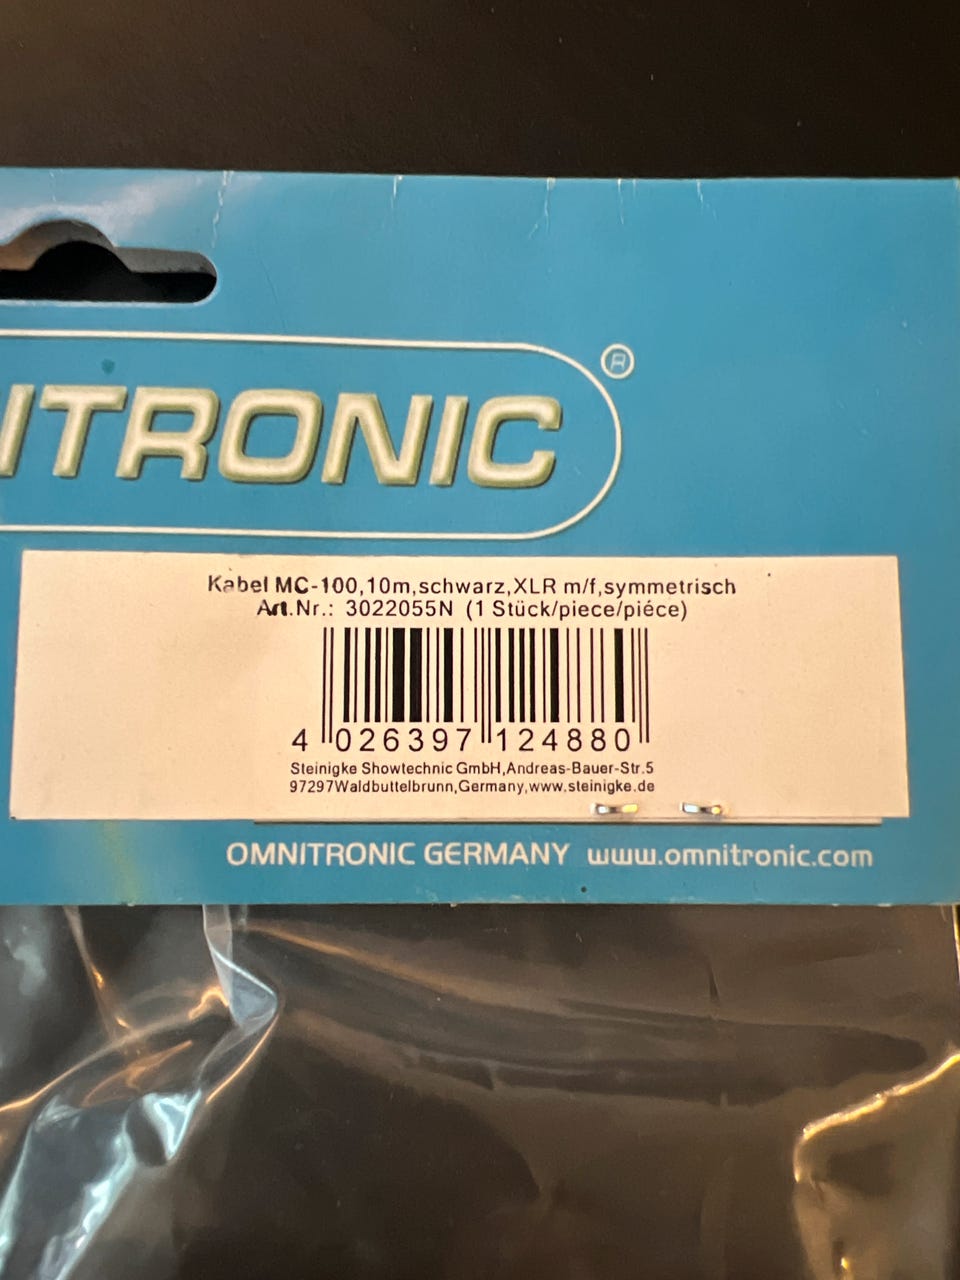 NITRONIC ®
Kabel MC-100,10m,schwarz,XLR m/f,symmetrisch
Art.Nr.: 3022055N (1 Stück/piece/piéce)
4 026397 124880
Steinigke Showtechnic GmbH,Andreas-Bauer-Str.5
97297Waldbuttelbrunn,Germany,www.steinigke.de
OMNITRONIC GERMANY www.omnitronic.com